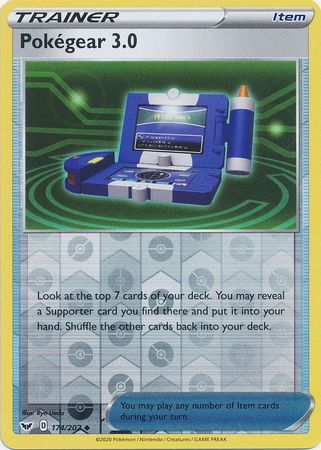 TRAINER
Item
Pokégear 3.0
Look at the top 7 cards of your deck. You may reveal
a Supporter card you find there and put it into your
hand. Shuffle the other cards back into your deck.
Illus. Ryo Ueda
D 174/202
You may play any number of Item cards
during your turn.
©2020 Pokémon / Nintendo / Creatures / GAME FREAK